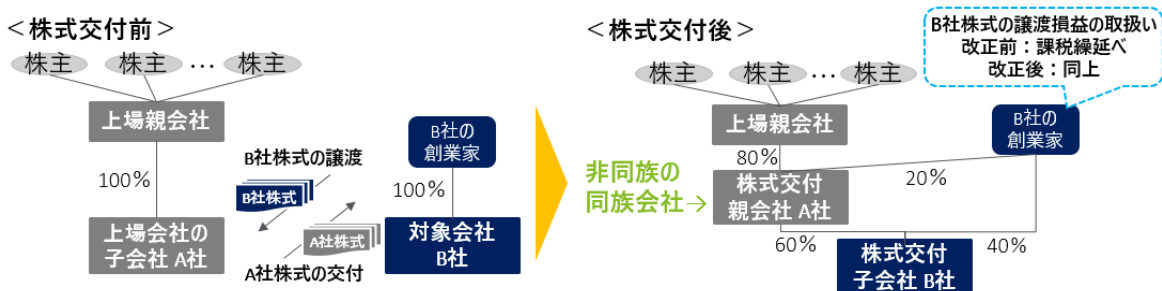 ＜株式交付前＞
株主
株主
…
株主
上場親会社
100％
上場会社の
子会社 A社
B社株式の譲渡
B社株式
A社株式
A社株式の交付
B社の
創業家
100％
対象会社
B社
＜株式交付後＞
株主
株主
…
株主
上場親会社
80％
非同族の
同族会社→
株式交付
親会社 A社
20％
B社株式の譲渡損益の取扱い
改正前：課税繰延べ
改正後：同上
B社の
創業家
60％
40％
株式交付
子会社 B社